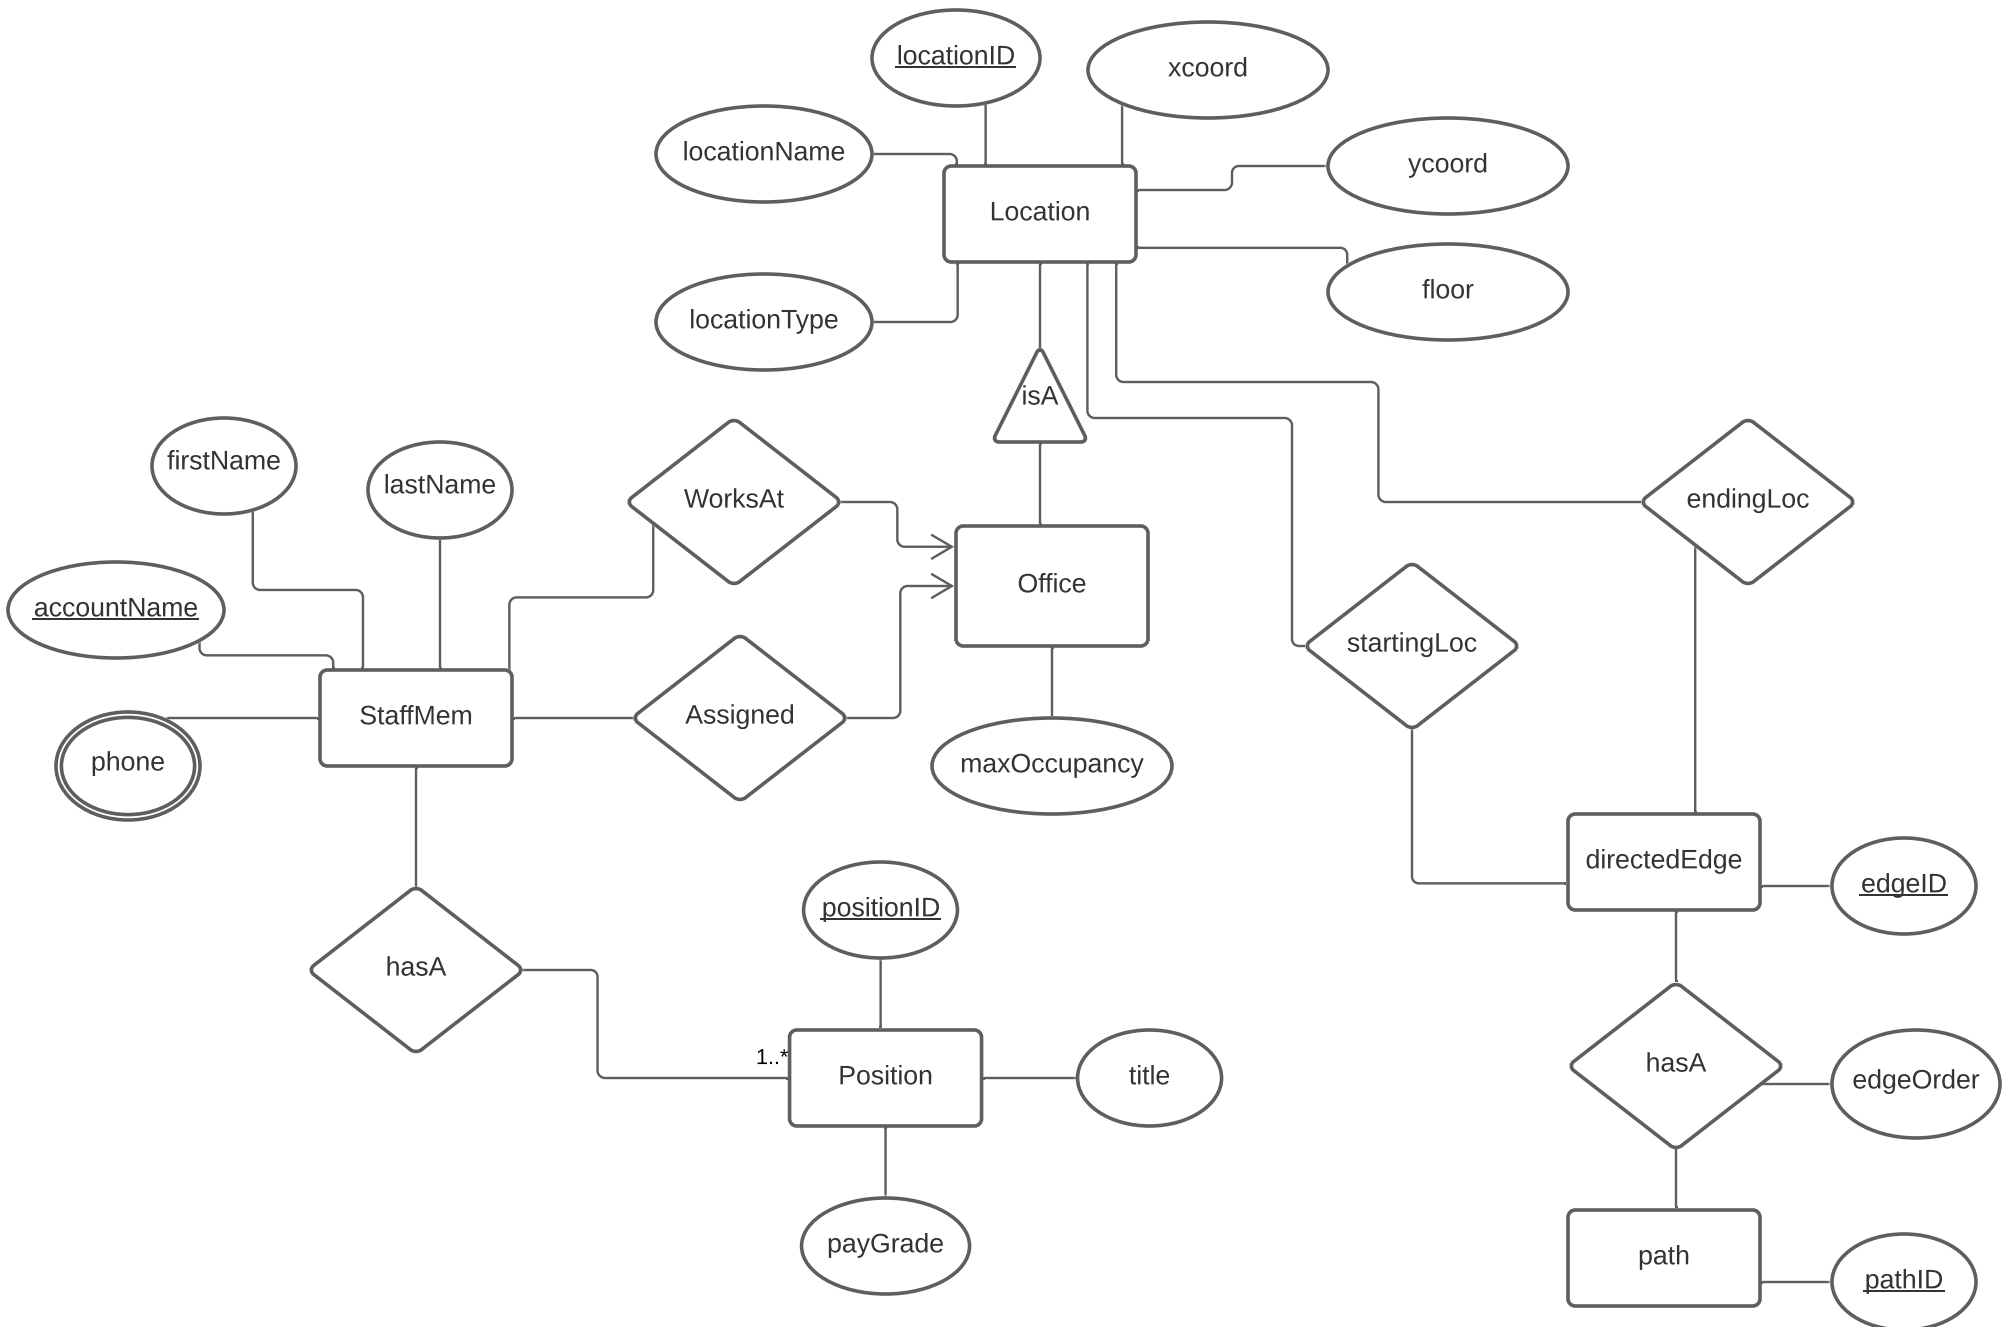 locationID
xcoord
locationName
ycoord
Location
floor
locationType
isA
firstName
lastName
WorksAt
endingLoc
Office
accountName
startingLoc
StaffMem
Assigned
phone
maxOccupancy
directedEdge
edgeID
positionID
hasA
1..*
Position
title
hasA
edgeOrder
payGrade
path
pathID